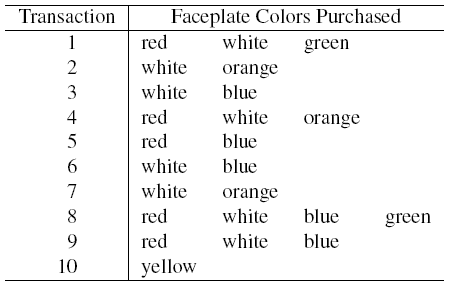 Transaction Faceplate Colors Purchased
1 red white green
2 white orange
3 white blue
4 red white orange
5 red blue
6 white blue
7 white orange
8 red white blue green
9 red white blue
10 yellow